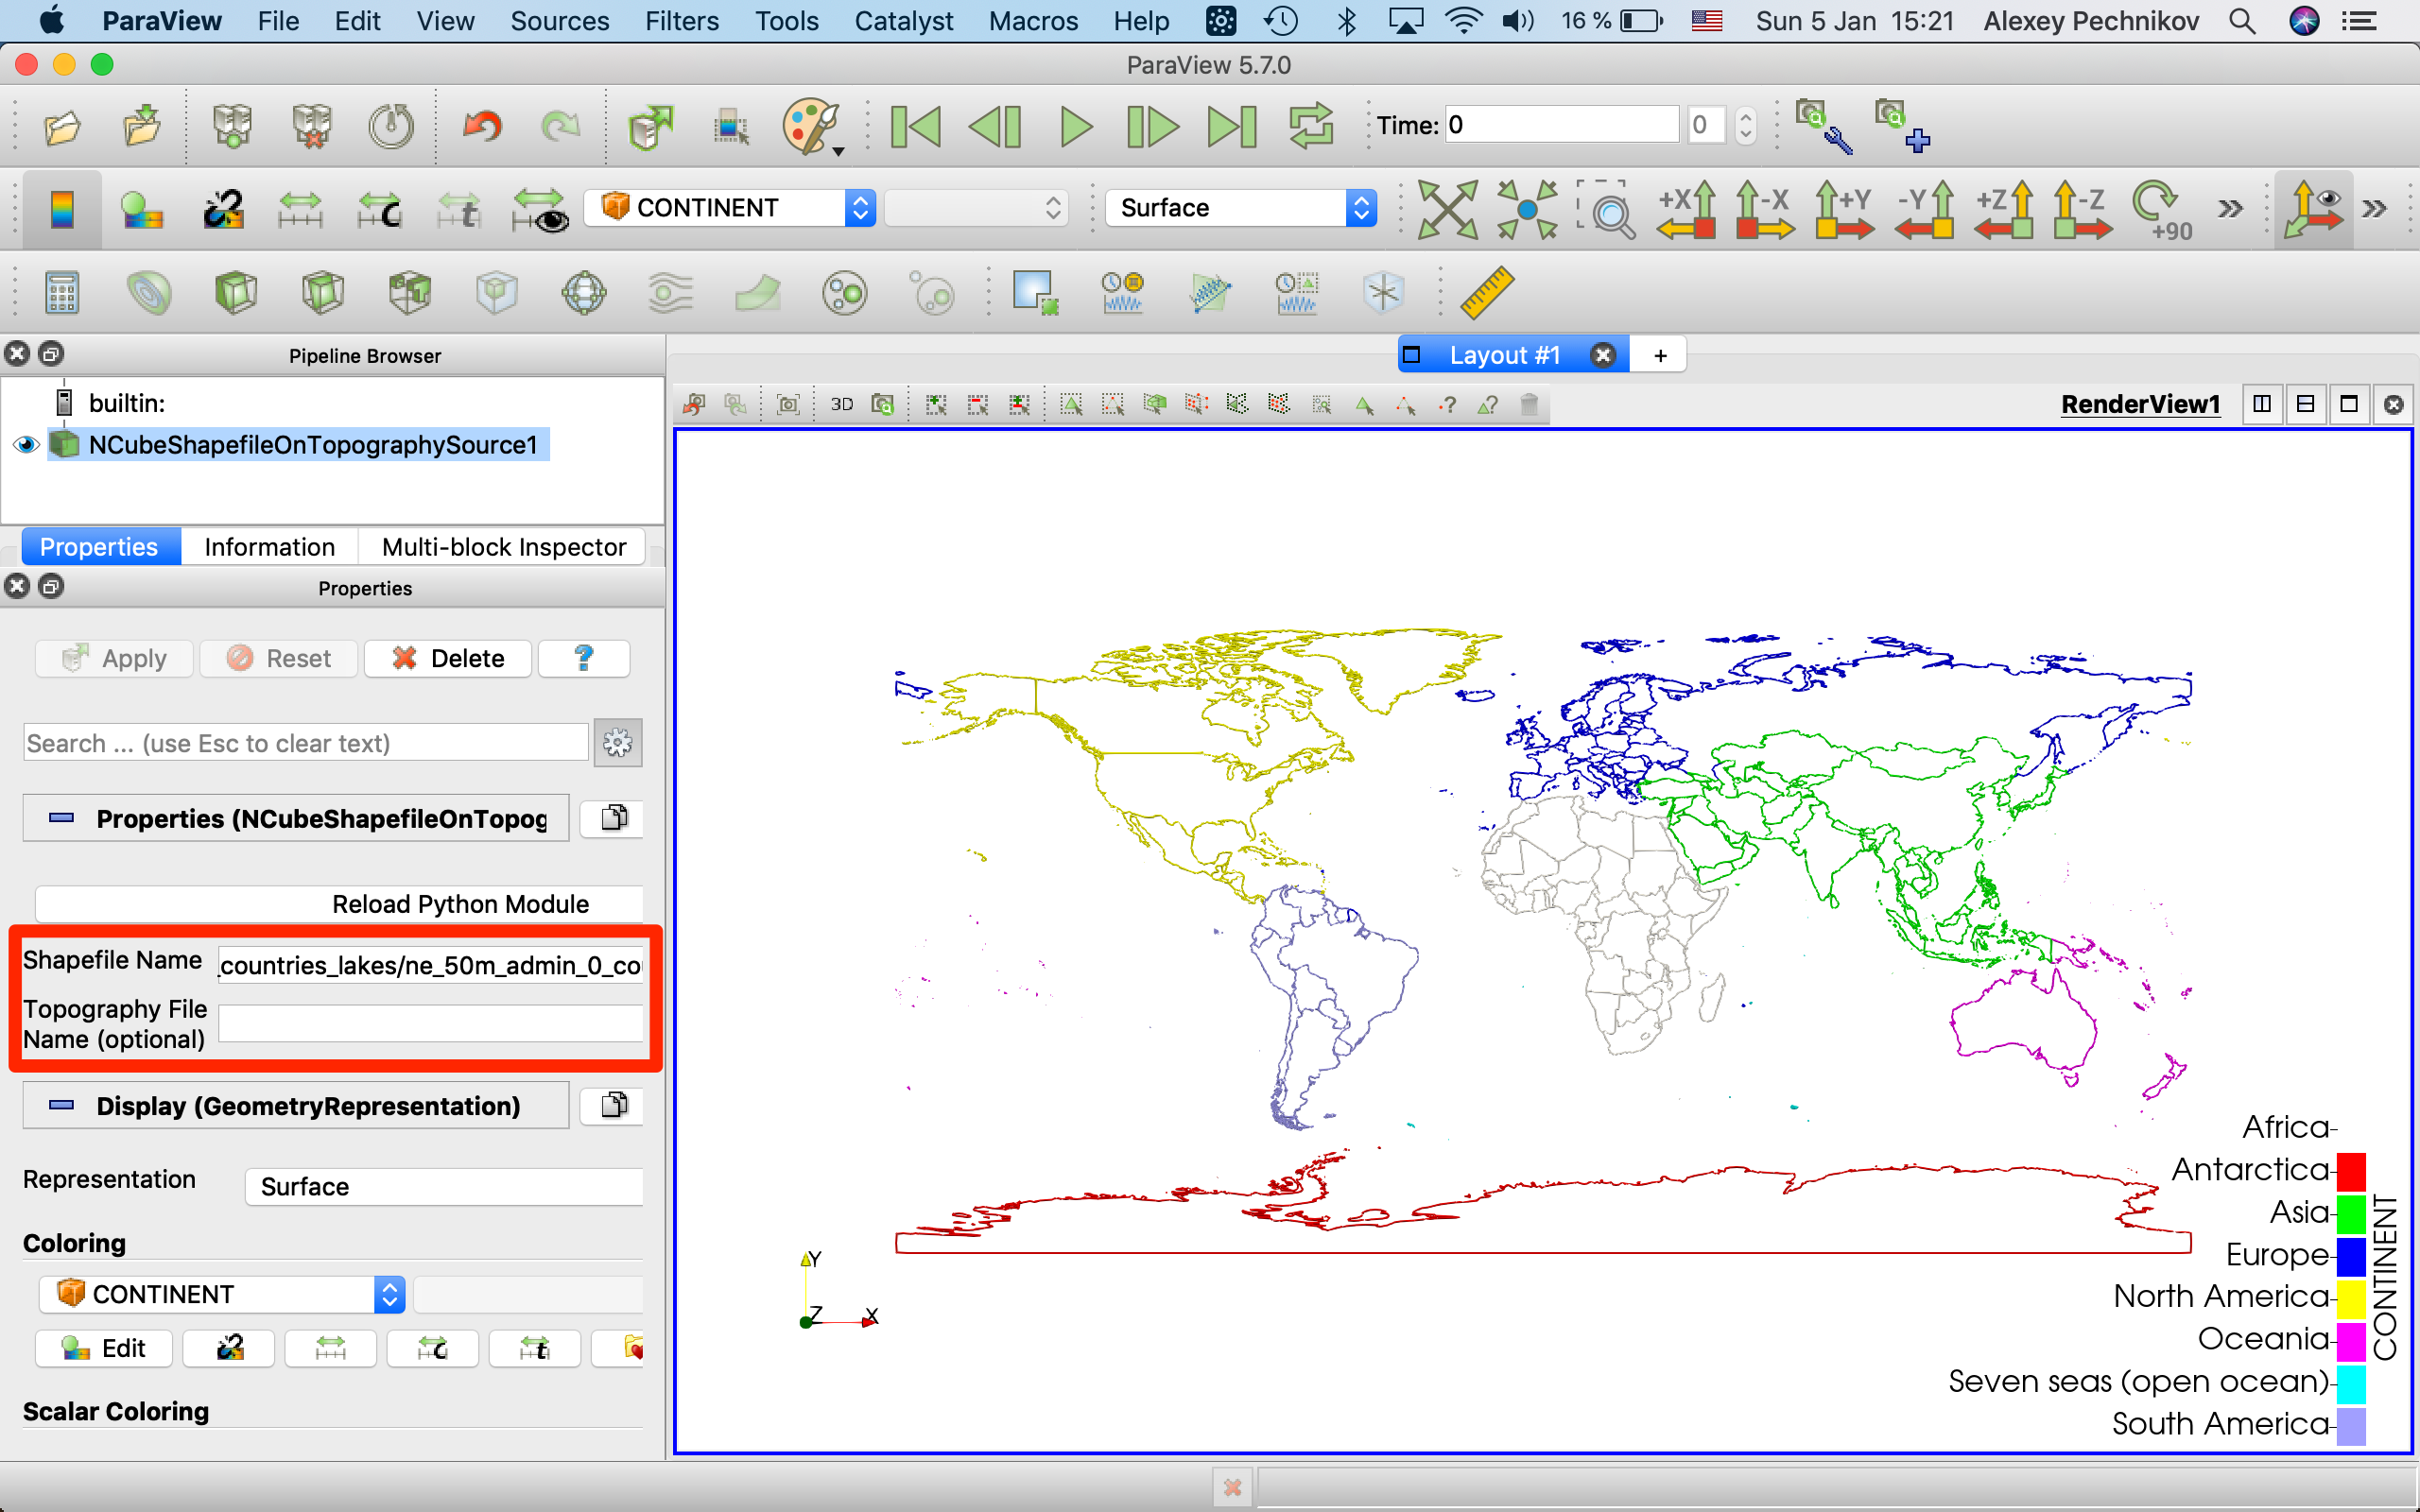 ParaView File Edit View Sources Filters Tools Catalyst Macros Help 16 % Sun 5 Jan 15:21 Alexey Pechnikov
ParaView 5.7.0
Time: 0 0
CONTINENT Surface +X -X +Y -Y +Z -Z +90 »  »
Pipeline Browser
Layout #1 +
builtin:
3D RenderView1
NCubeShapefileOnTopographySource1
Properties Information Multi-block Inspector
Properties
Apply Reset Delete ?
Search ... (use Esc to clear text)
Properties (NCubeShapefileOnTopog
Reload Python Module
Shapefile Name _countries_lakes/ne_50m_admin_0_cou
Topography File
Name (optional)
Display (GeometryRepresentation)
Representation Surface
Coloring
CONTINENT
Edit
Scalar Coloring
Y
Z X
Africa
Antarctica
Asia
Europe
North America
Oceania
Seven seas (open ocean)
South America
CONTINENT